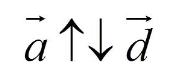 a⃗ ↑↓ d⃗